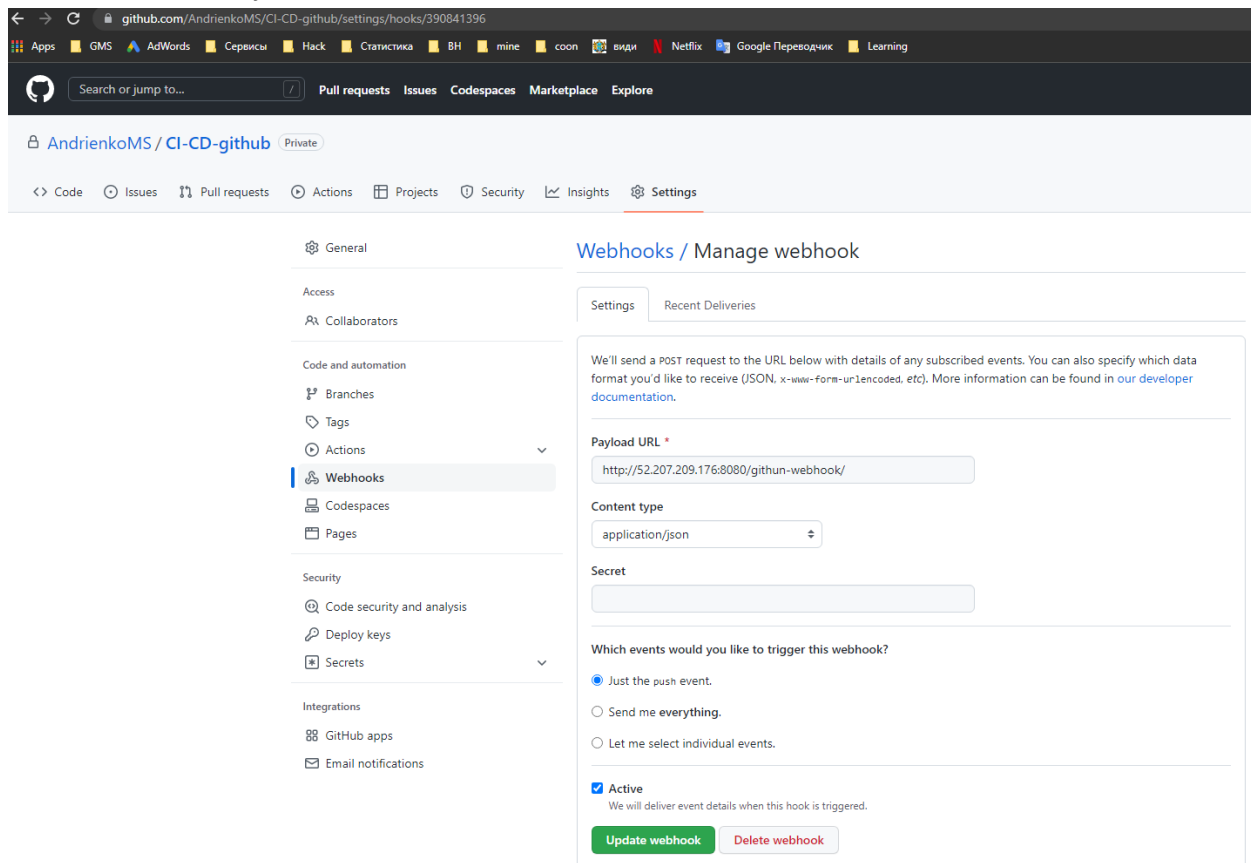 github.com/AndrienkoMS/CI-CD-github/settings/hooks/390841396
Apps GMS AdWords Сервисы Hack Статистика BH mine coon види Netflix Google Переводчик Learning
Search or jump to... / Pull requests Issues Codespaces Marketplace Explore
AndrienkoMS / CI-CD-github Private
Code Issues Pull requests Actions Projects Security Insights Settings
General
Access
Collaborators
Code and automation
Branches
Tags
Actions
Webhooks
Codespaces
Pages
Security
Code security and analysis
Deploy keys
Secrets
Integrations
GitHub apps
Email notifications
Webhooks / Manage webhook
Settings Recent Deliveries
We'll send a POST request to the URL below with details of any subscribed events. You can also specify which data
format you'd like to receive (JSON, x-www-form-urlencoded, etc). More information can be found in our developer
documentation.
Payload URL *
http://52.207.209.176:8080/githun-webhook/
Content type
application/json
Secret
Which events would you like to trigger this webhook?
Just the push event.
Send me everything.
Let me select individual events.
Active
We will deliver event details when this hook is triggered.
Update webhook Delete webhook